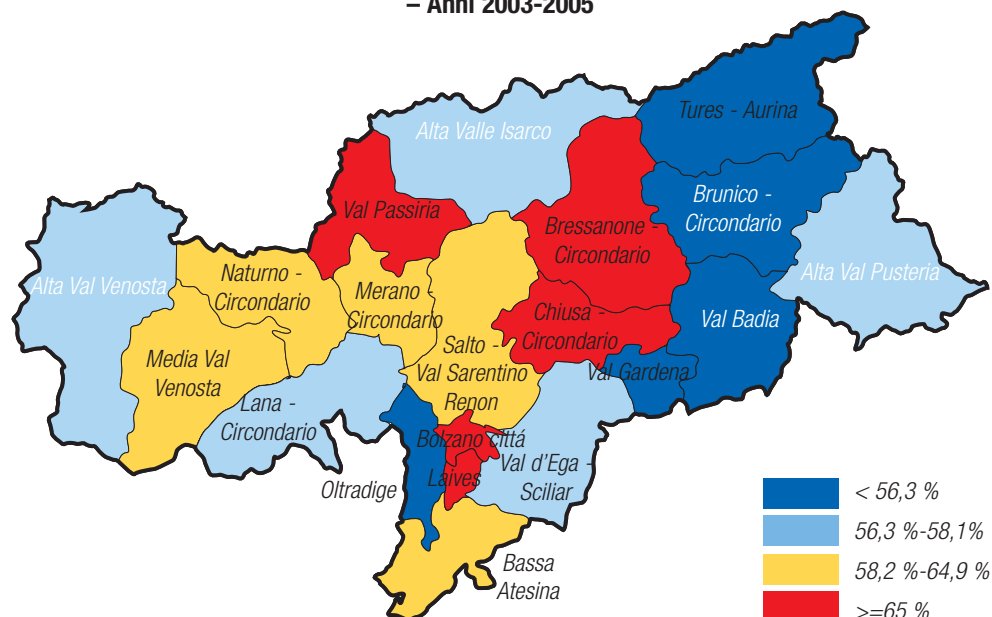 – Anni 2003-2005
Tures - Aurina
Alta Valle Isarco
Brunico -
Circondario
Val Passiria
Bressanone -
Circondario
Alta Val Pusteria
Alta Val Venosta
Naturno -
Circondario
Merano -
Circondario
Chiusa -
Circondario
Val Badia
Media Val
Venosta
Salto -
Val Sarentino
Renon
Val Gardena
Lana -
Circondario
Bolzano cittá
Laives
Val d'Ega -
Sciliar
Oltradige
Bassa
Atesina
< 56,3 %
56,3 %-58,1%
58,2 %-64,9 %
>=65 %